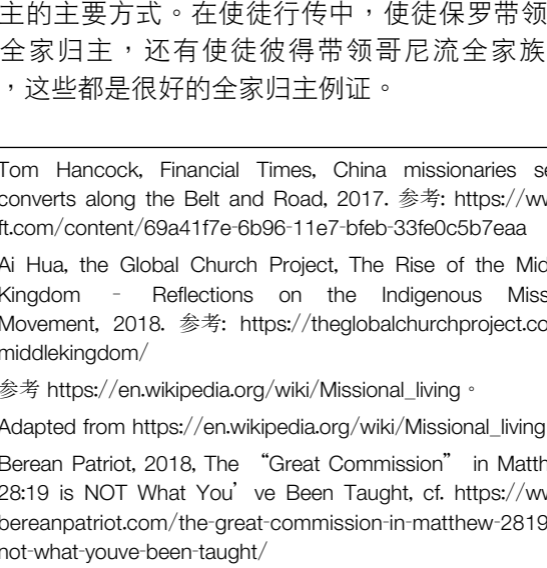 主的主要方式。在使徒行传中，使徒保罗带领
全家归主，还有使徒彼得带领哥尼流全家族
，这些都是很好的全家归主例证。
Tom Hancock, Financial Times, China missionaries se
converts along the Belt and Road, 2017. 参考: https://ww
ft.com/content/69a41f7e-6b96-11e7-bfeb-33fe0c5b7eaa
Ai Hua, the Global Church Project, The Rise of the Mid
Kingdom – Reflections on the Indigenous Miss
Movement, 2018. 参考: https://theglobalchurchproject.co
middlekingdom/
参考 https://en.wikipedia.org/wiki/Missional_living。
Adapted from https://en.wikipedia.org/wiki/Missional_living
Berean Patriot, 2018, The “Great Commission” in Matth
28:19 is NOT What You’ve Been Taught, cf. https://ww
bereanpatriot.com/the-great-commission-in-matthew-2819
not-what-youve-been-taught/